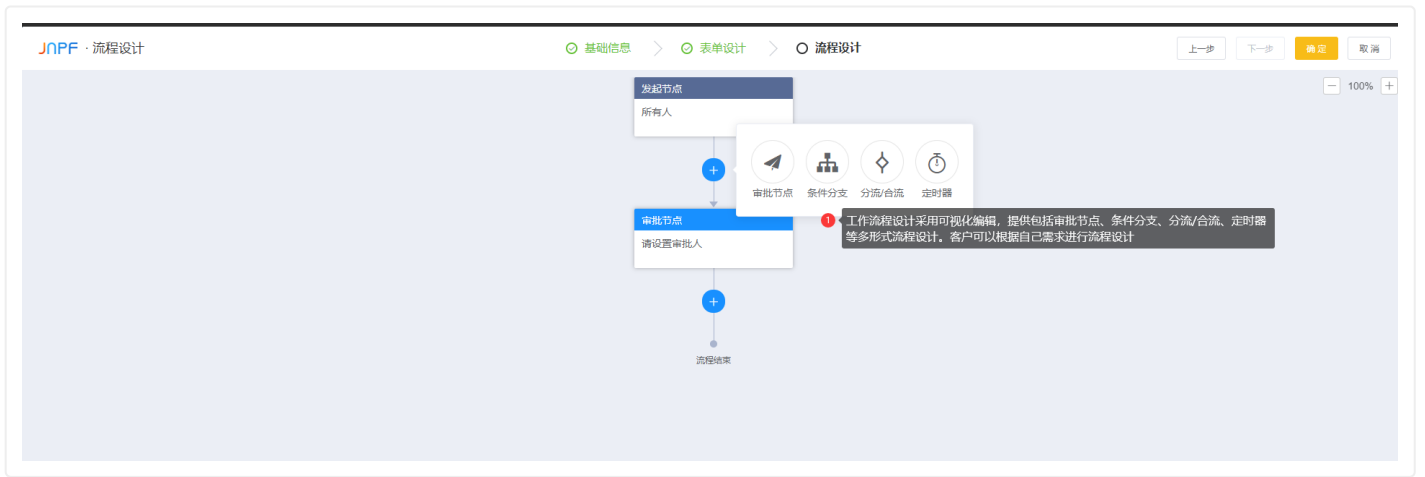 JNPF · 流程设计
基础信息
表单设计
流程设计
上一步
下一步
确定
取消
100%
发起节点
所有人
审批节点
条件分支
分流/合流
定时器
1
工作流程设计采用可视化编辑，提供包括审批节点、条件分支、分流/合流、定时器
等多形式流程设计。客户可以根据自己需求进行流程设计
审批节点
请设置审批人
流程结束